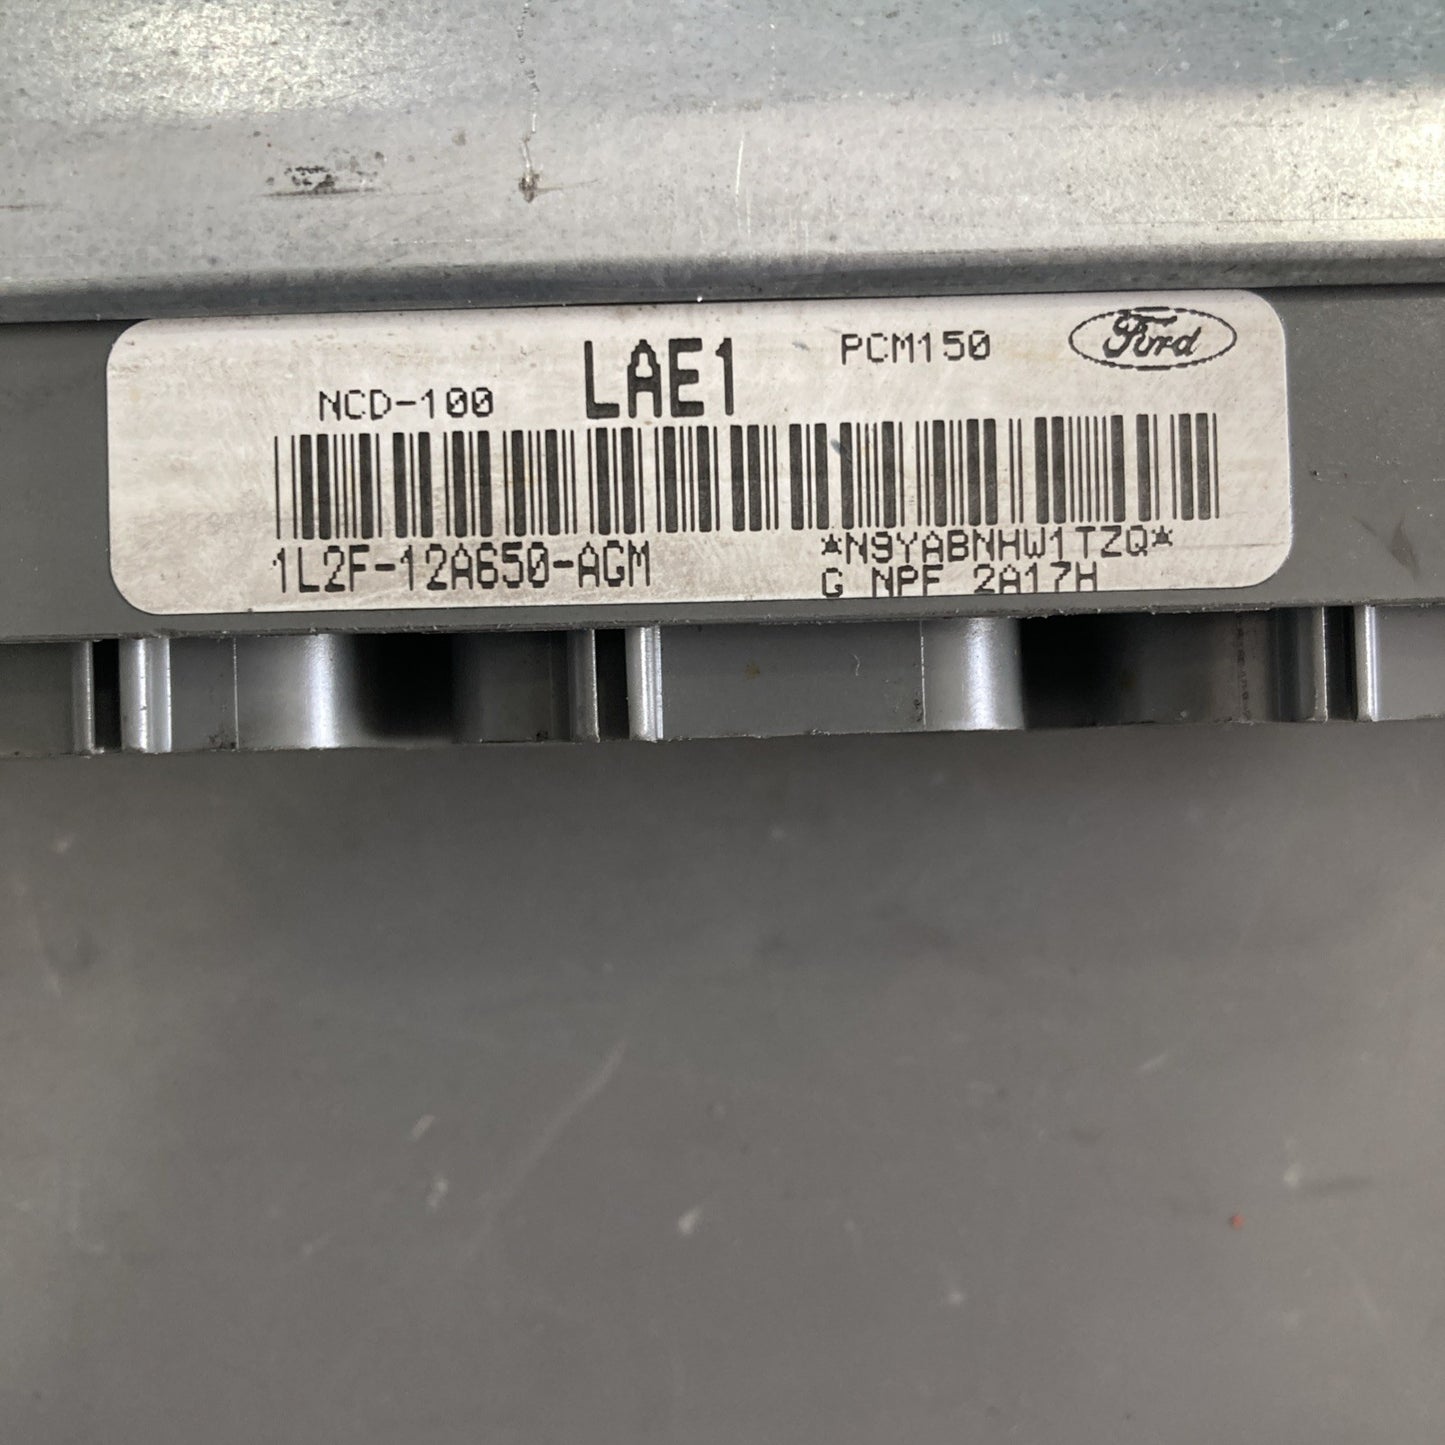 NCD-100 LAE1 PCM150 Ford
1L2F-12A650-AGM *N9YABNHW1TZQ*
G NPF 2A17H